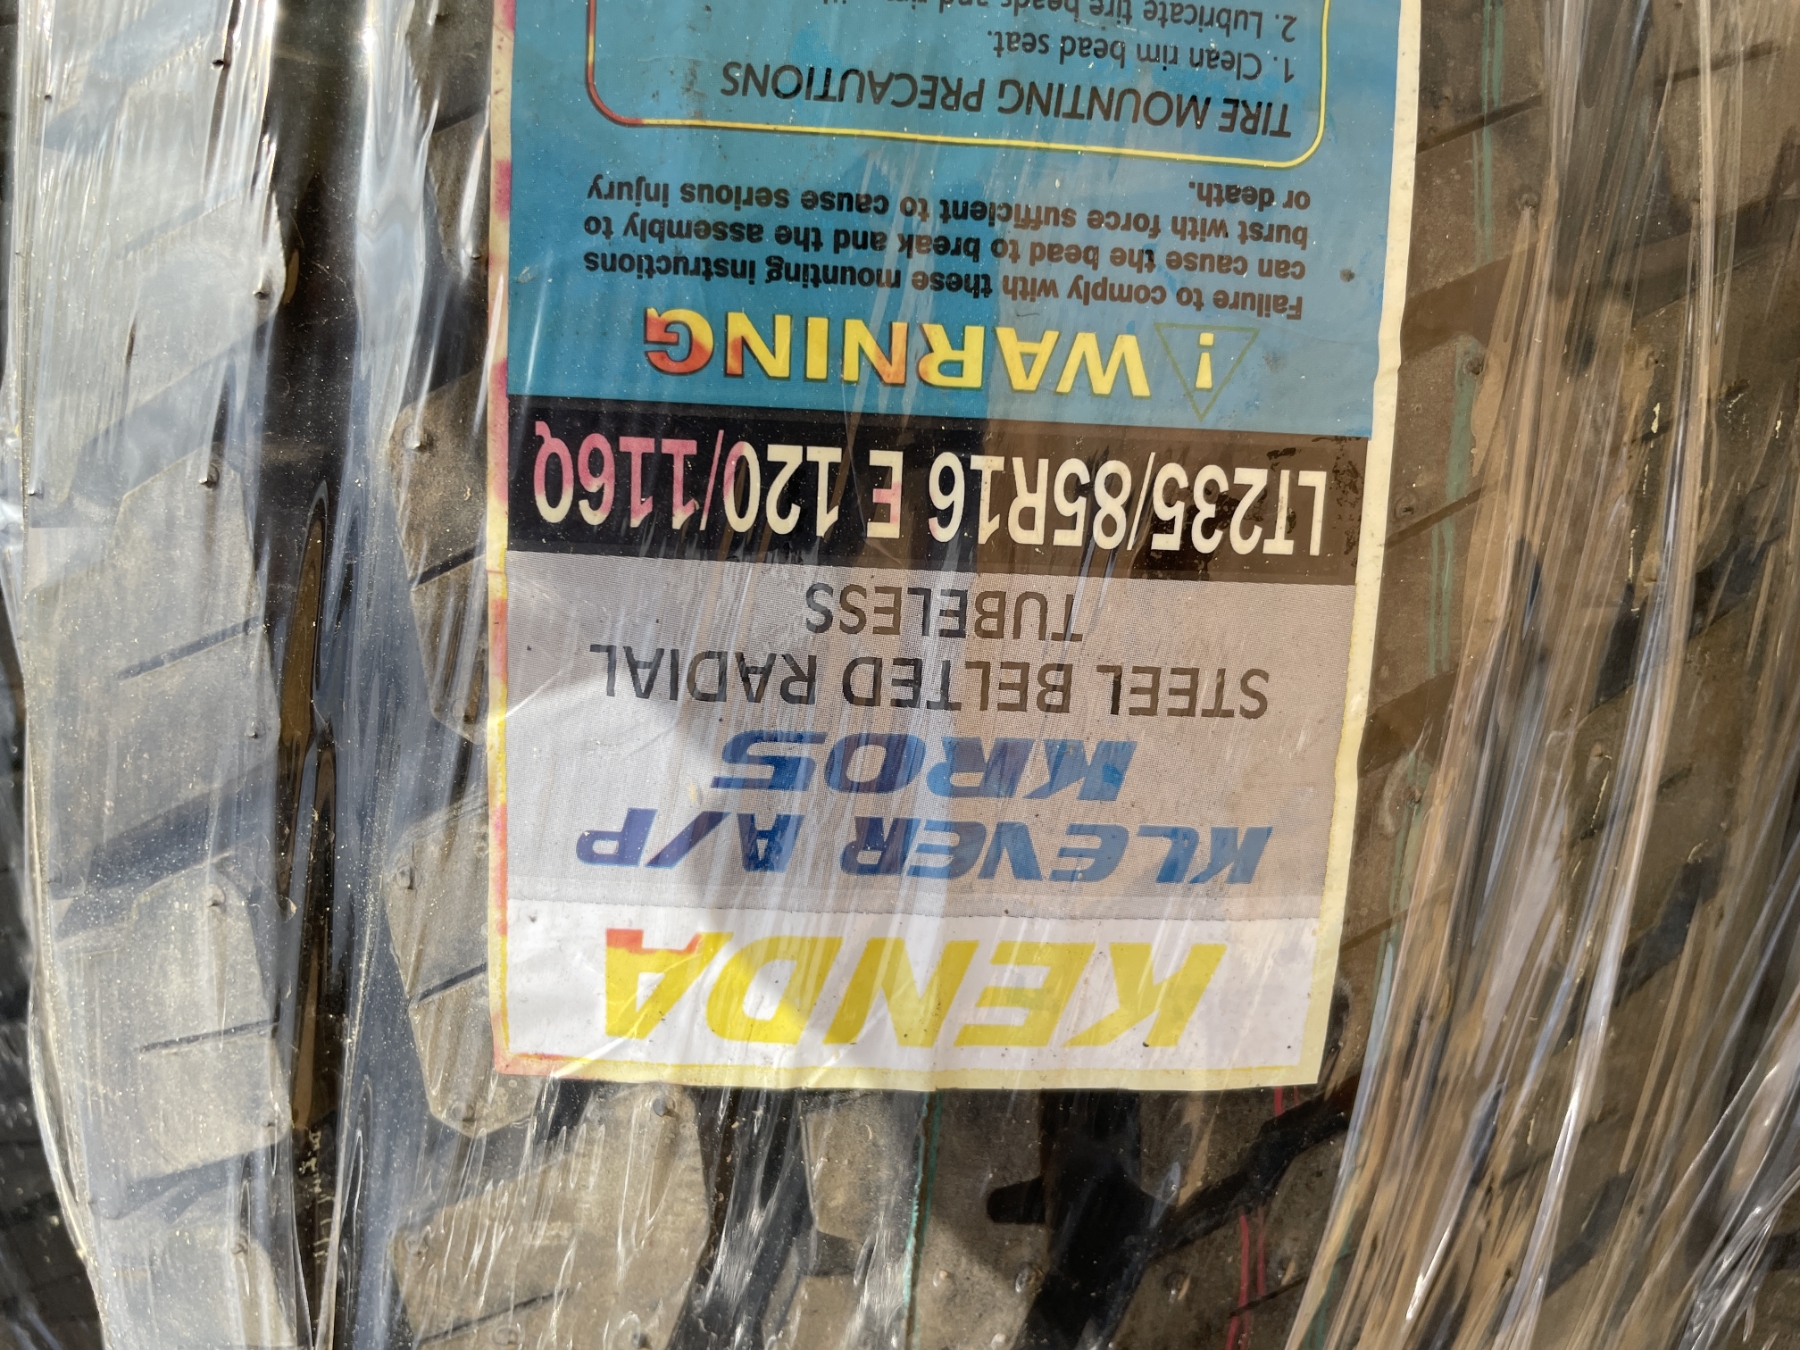 KENDA
KLEVER A/P
KR05
STEEL BELTED RADIAL
TUBELESS
LT235/85R16 E 120/116Q
! WARNING
Failure to comply with these mounting instructions
can cause the bead to break and the assembly to
burst with force sufficient to cause serious injury
or death.
TIRE MOUNTING PRECAUTIONS
1. Clean rim bead seat.
2. Lubricate tire beads and